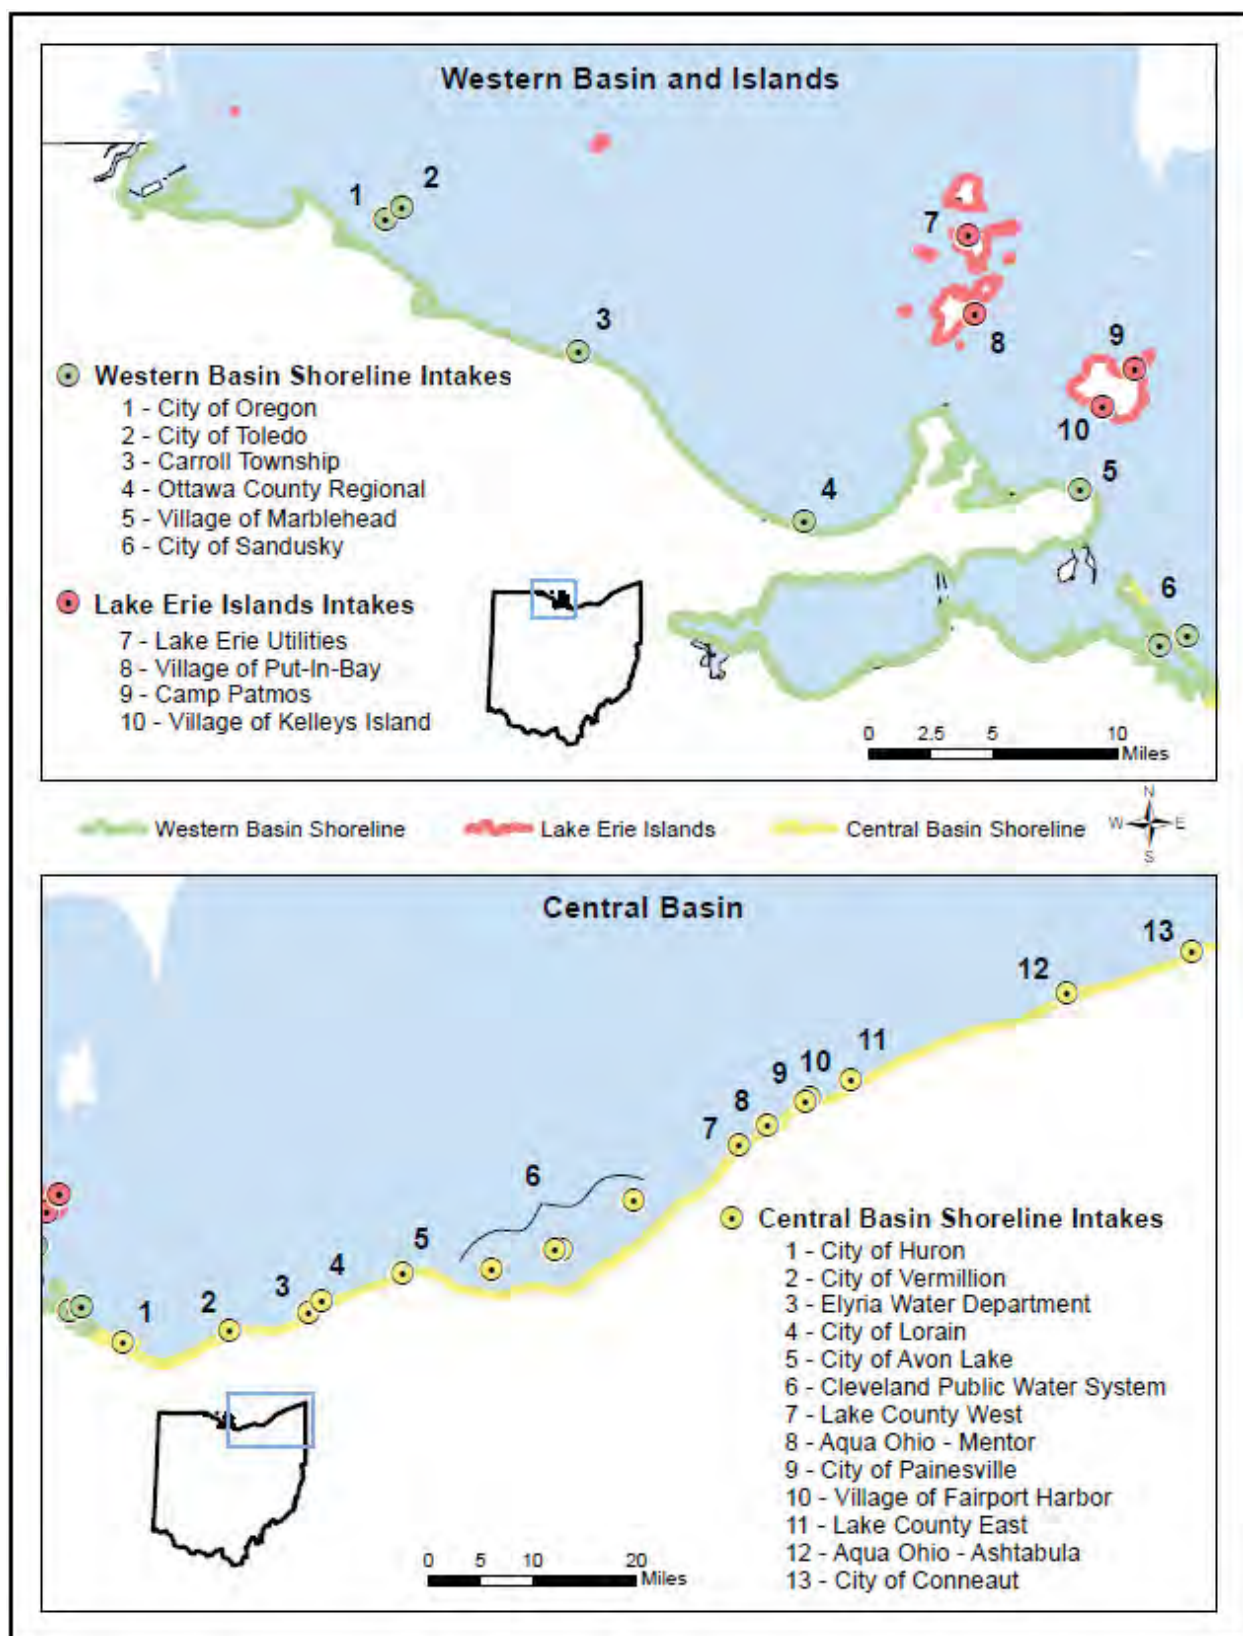 Western Basin and Islands
1
2
3
4
5
6
7
8
9
10
Western Basin Shoreline Intakes
1 - City of Oregon
2 - City of Toledo
3 - Carroll Township
4 - Ottawa County Regional
5 - Village of Marblehead
6 - City of Sandusky
Lake Erie Islands Intakes
7 - Lake Erie Utilities
8 - Village of Put-In-Bay
9 - Camp Patmos
10 - Village of Kelleys Island
0 2.5 5 10
Miles
Western Basin Shoreline Lake Erie Islands Central Basin Shoreline
N
W E
S
Central Basin
13
12
11
10
9
8
7
6
5
4
3
2
1
Central Basin Shoreline Intakes
1 - City of Huron
2 - City of Vermillion
3 - Elyria Water Department
4 - City of Lorain
5 - City of Avon Lake
6 - Cleveland Public Water System
7 - Lake County West
8 - Aqua Ohio - Mentor
9 - City of Painesville
10 - Village of Fairport Harbor
11 - Lake County East
12 - Aqua Ohio - Ashtabula
13 - City of Conneaut
0 5 10 20
Miles